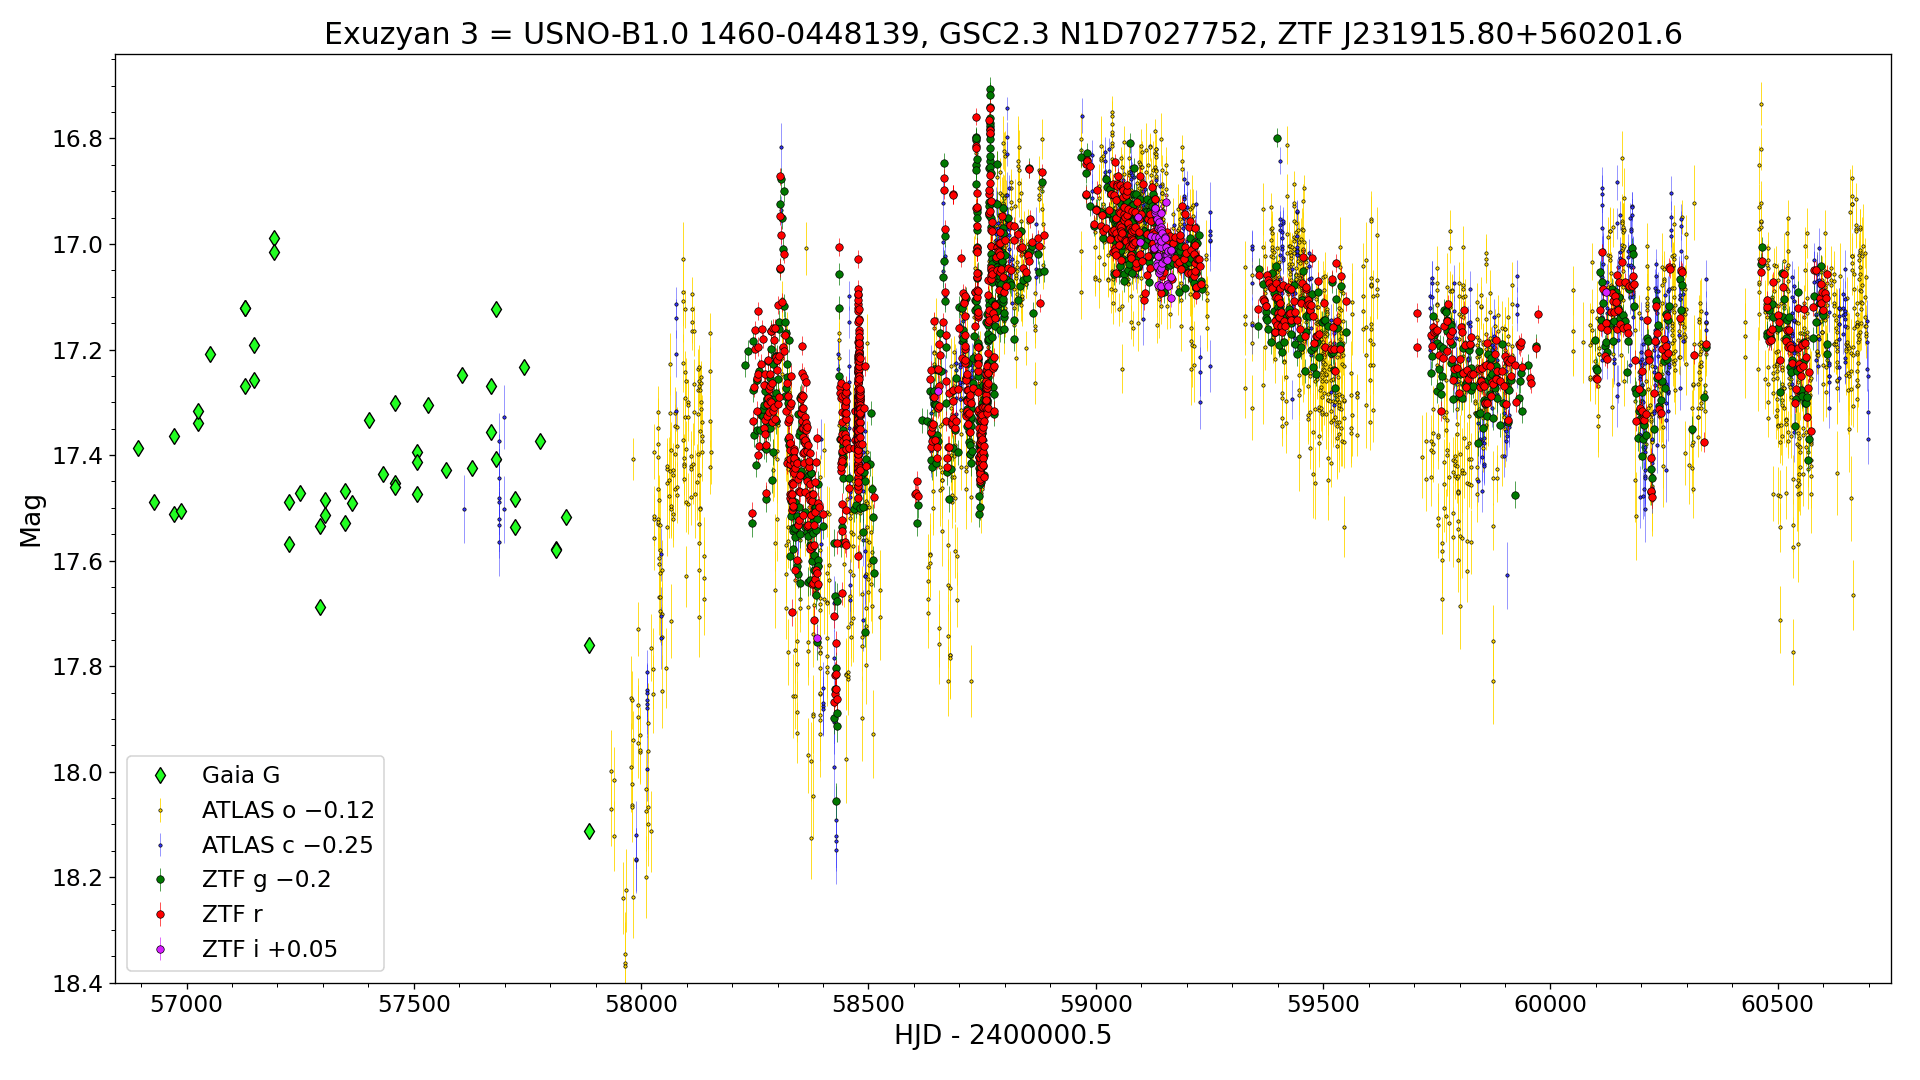 Exuzyan 3 = USNO-B1.0 1460-0448139, GSC2.3 N1D7027752, ZTF J231915.80+560201.6
Mag
16.8
17.0
17.2
17.4
17.6
17.8
18.0
18.2
18.4
Gaia G
ATLAS o −0.12
ATLAS c −0.25
ZTF g −0.2
ZTF r
ZTF i +0.05
57000 57500 58000 58500 59000 59500 60000 60500
HJD - 2400000.5